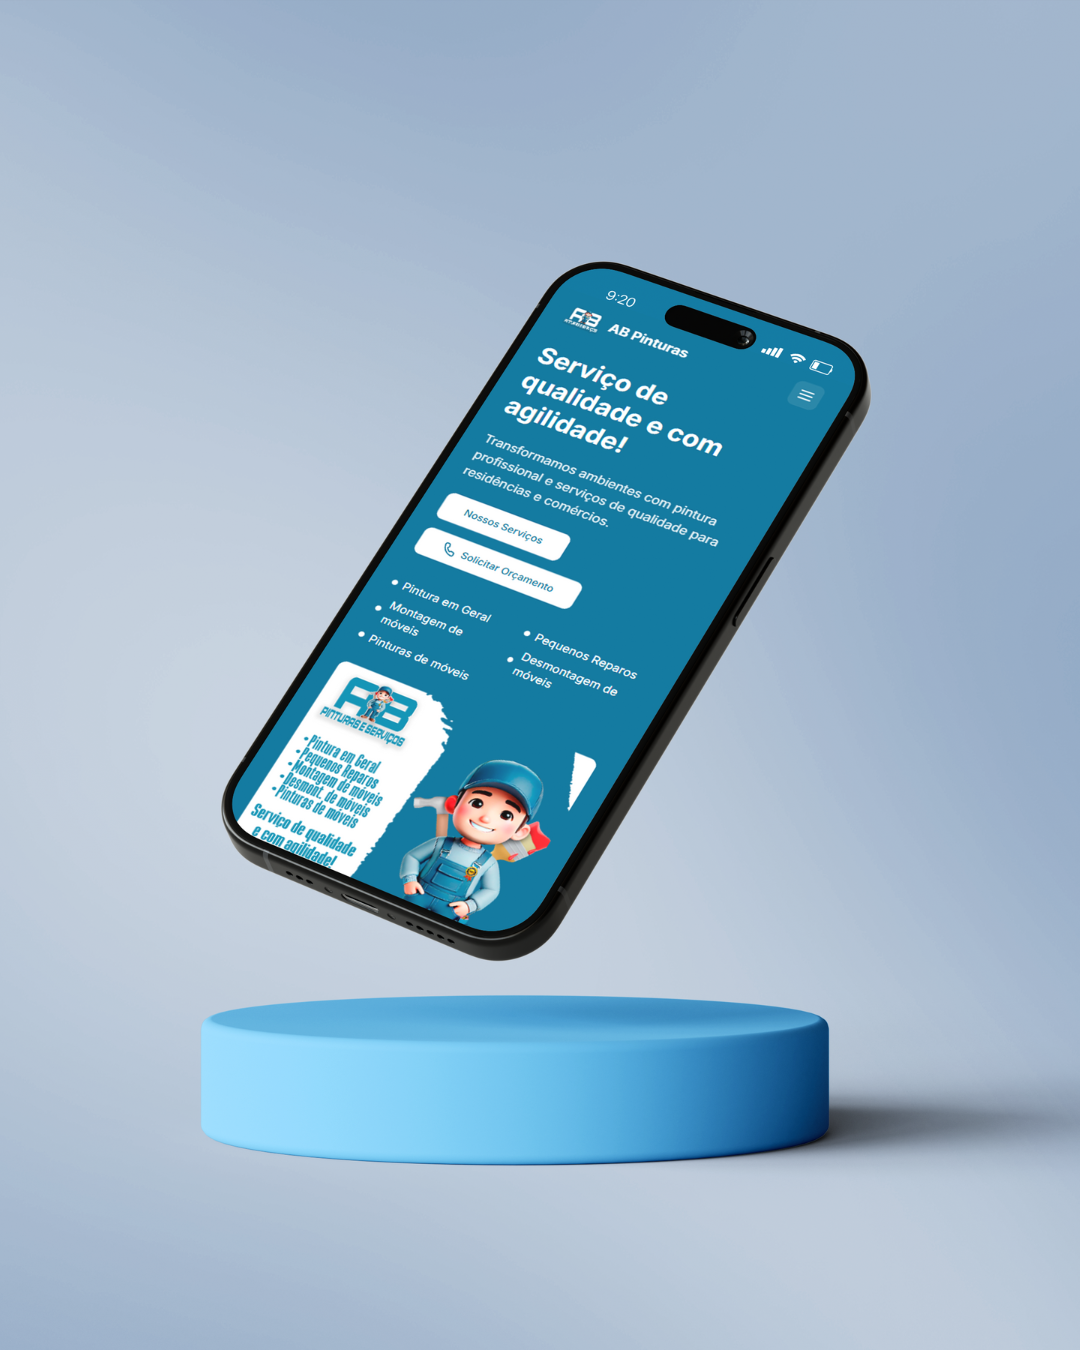 9:20
AB
AB Pinturas
Serviço de
qualidade e com
agilidade!
Transformamos ambientes com pintura
profissional e serviços de qualidade para
residências e comércios.
Nossos Serviços
Solicitar Orçamento
Pintura em Geral
Montagem de
móveis
Pinturas de móveis
Pequenos Reparos
Desmontagem de
móveis
AB
PINTURAS E SERVIÇOS
• Pintura em Geral
• Pequenos Reparos
• Montagem de móveis
• Desmont. de móveis
• Pinturas de móveis
Serviço de qualidade
e com agilidade!